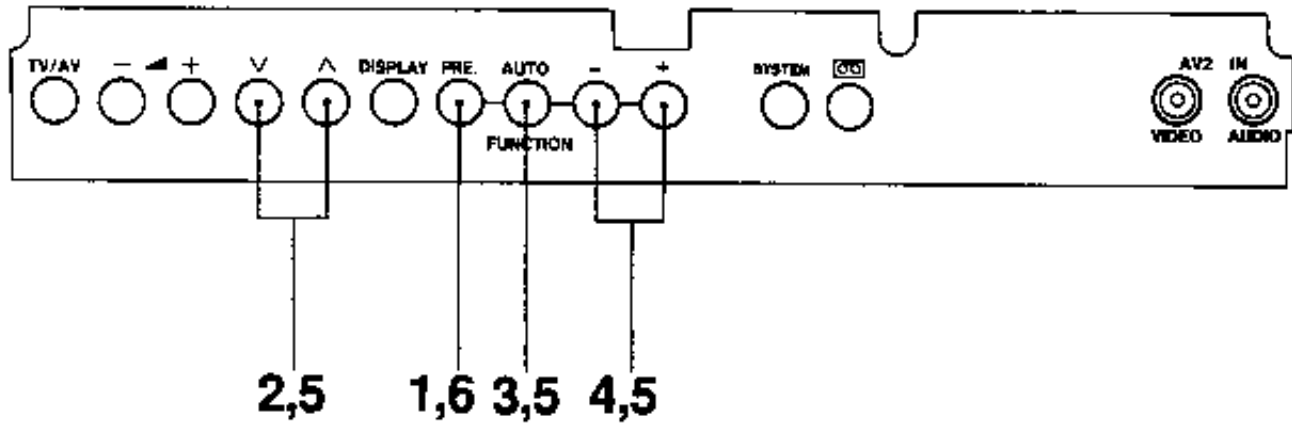 TV/AV − + ∨ ∧ DISPLAY PRE. AUTO − + SYSTEM AV2 IN
FUNCTION VIDEO AUDIO
2,5 1,6 3,5 4,5